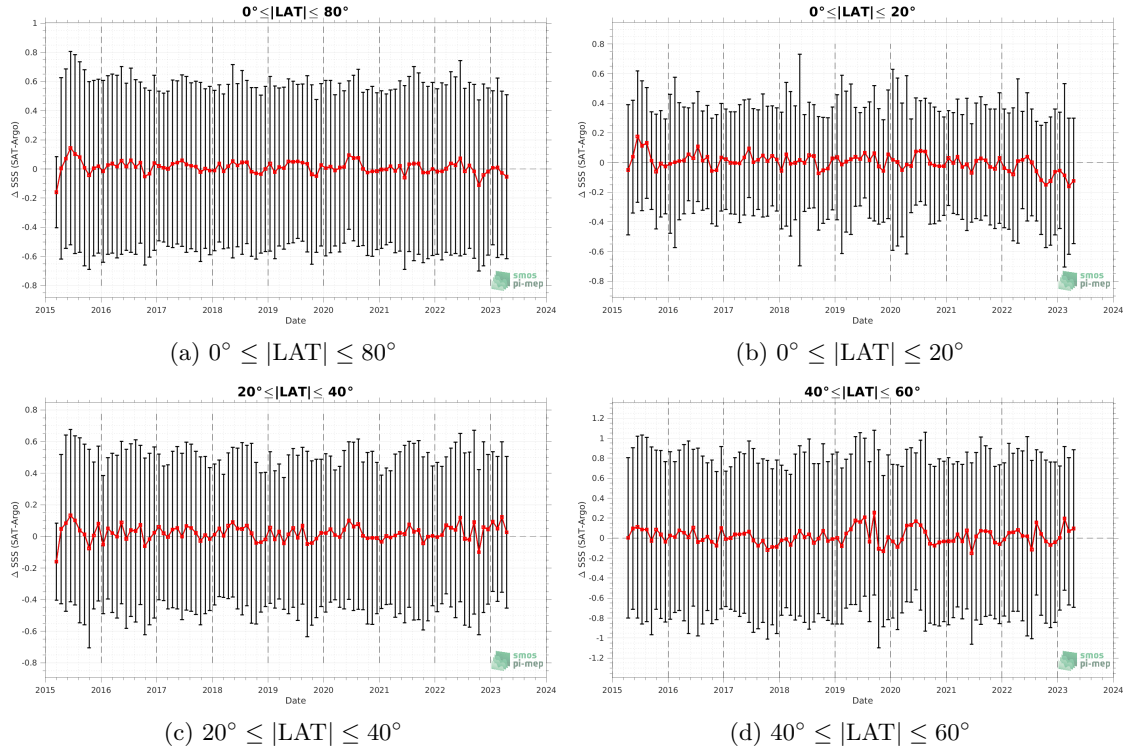 0°≤|LAT|≤ 80°
1
0.8
0.6
0.4
0.2
0
-0.2
-0.4
-0.6
-0.8
Δ SSS (SAT-Argo)
2015 2016 2017 2018 2019 2020 2021 2022 2023 2024
Date
smos
pi-mep
(a) 0° ≤ |LAT| ≤ 80°
0°≤|LAT|≤ 20°
0.8
0.6
0.4
0.2
0
-0.2
-0.4
-0.6
-0.8
Δ SSS (SAT-Argo)
2015 2016 2017 2018 2019 2020 2021 2022 2023 2024
Date
smos
pi-mep
(b) 0° ≤ |LAT| ≤ 20°
20°≤|LAT|≤ 40°
0.8
0.6
0.4
0.2
0
-0.2
-0.4
-0.6
-0.8
Δ SSS (SAT-Argo)
2015 2016 2017 2018 2019 2020 2021 2022 2023 2024
Date
smos
pi-mep
(c) 20° ≤ |LAT| ≤ 40°
40°≤|LAT|≤ 60°
1.2
1
0.8
0.6
0.4
0.2
0
-0.2
-0.4
-0.6
-0.8
-1
-1.2
Δ SSS (SAT-Argo)
2015 2016 2017 2018 2019 2020 2021 2022 2023 2024
Date
smos
pi-mep
(d) 40° ≤ |LAT| ≤ 60°